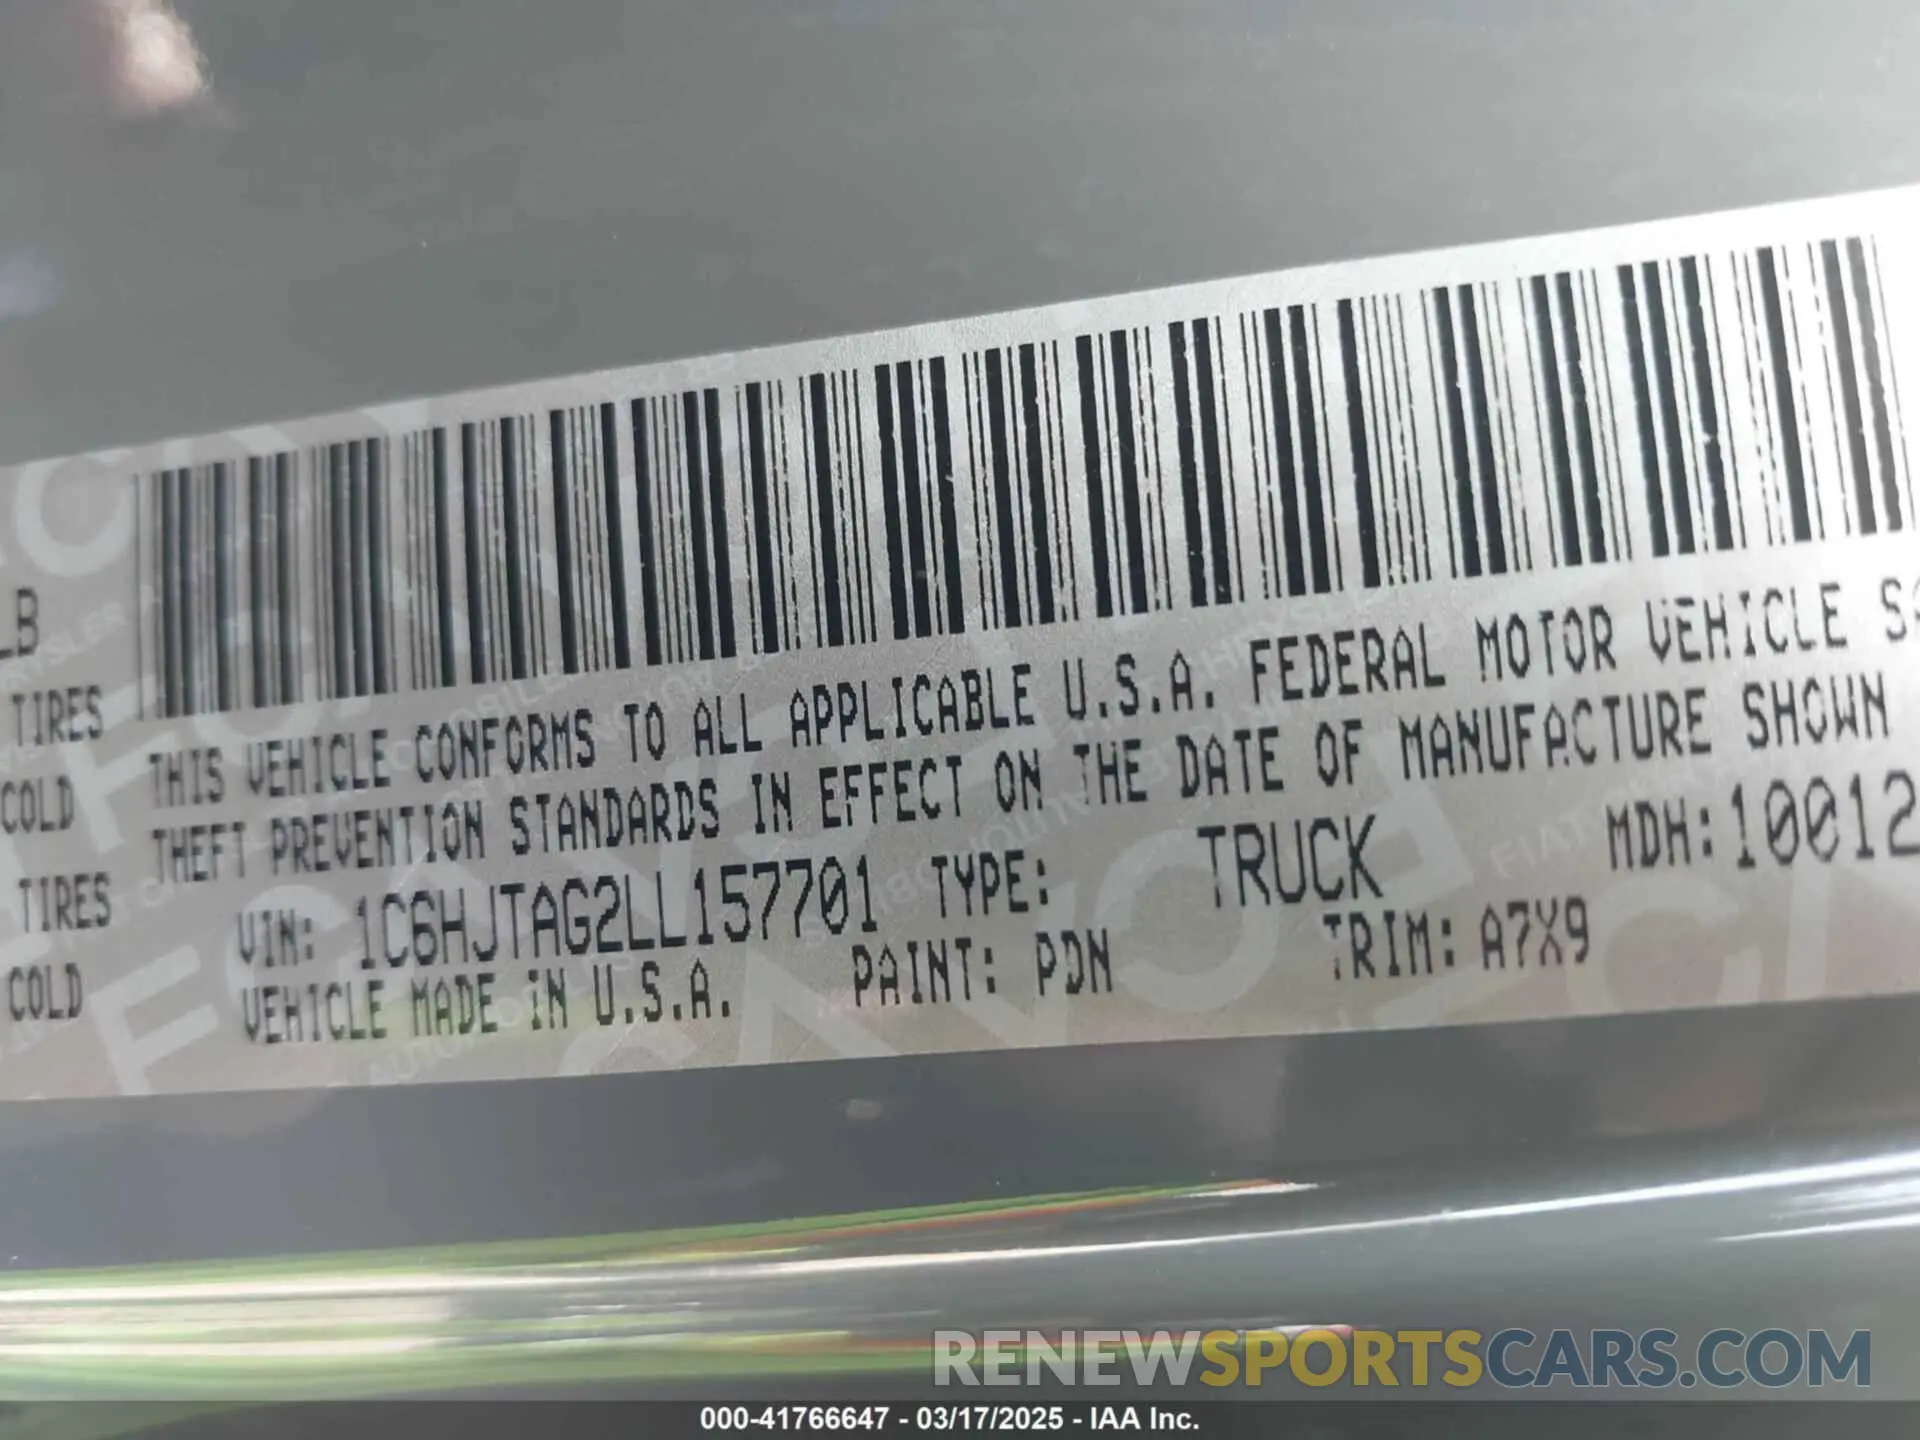 LB
TIRES
COLD
TIRES
COLD
THIS VEHICLE CONFORMS TO ALL APPLICABLE U.S.A. FEDERAL MOTOR VEHICLE
THEFT PREVENTION STANDARDS IN EFFECT ON THE DATE OF MANUFACTURE SHOWN
VIN: 1C6HJTAG2LL157701 TYPE: TRUCK MDH: 10012
VEHICLE MADE IN U.S.A. PAINT: PDN TRIM: A7X9
RENEWSPORTSCARS.COM
000-41766647 - 03/17/2025 - IAA Inc.